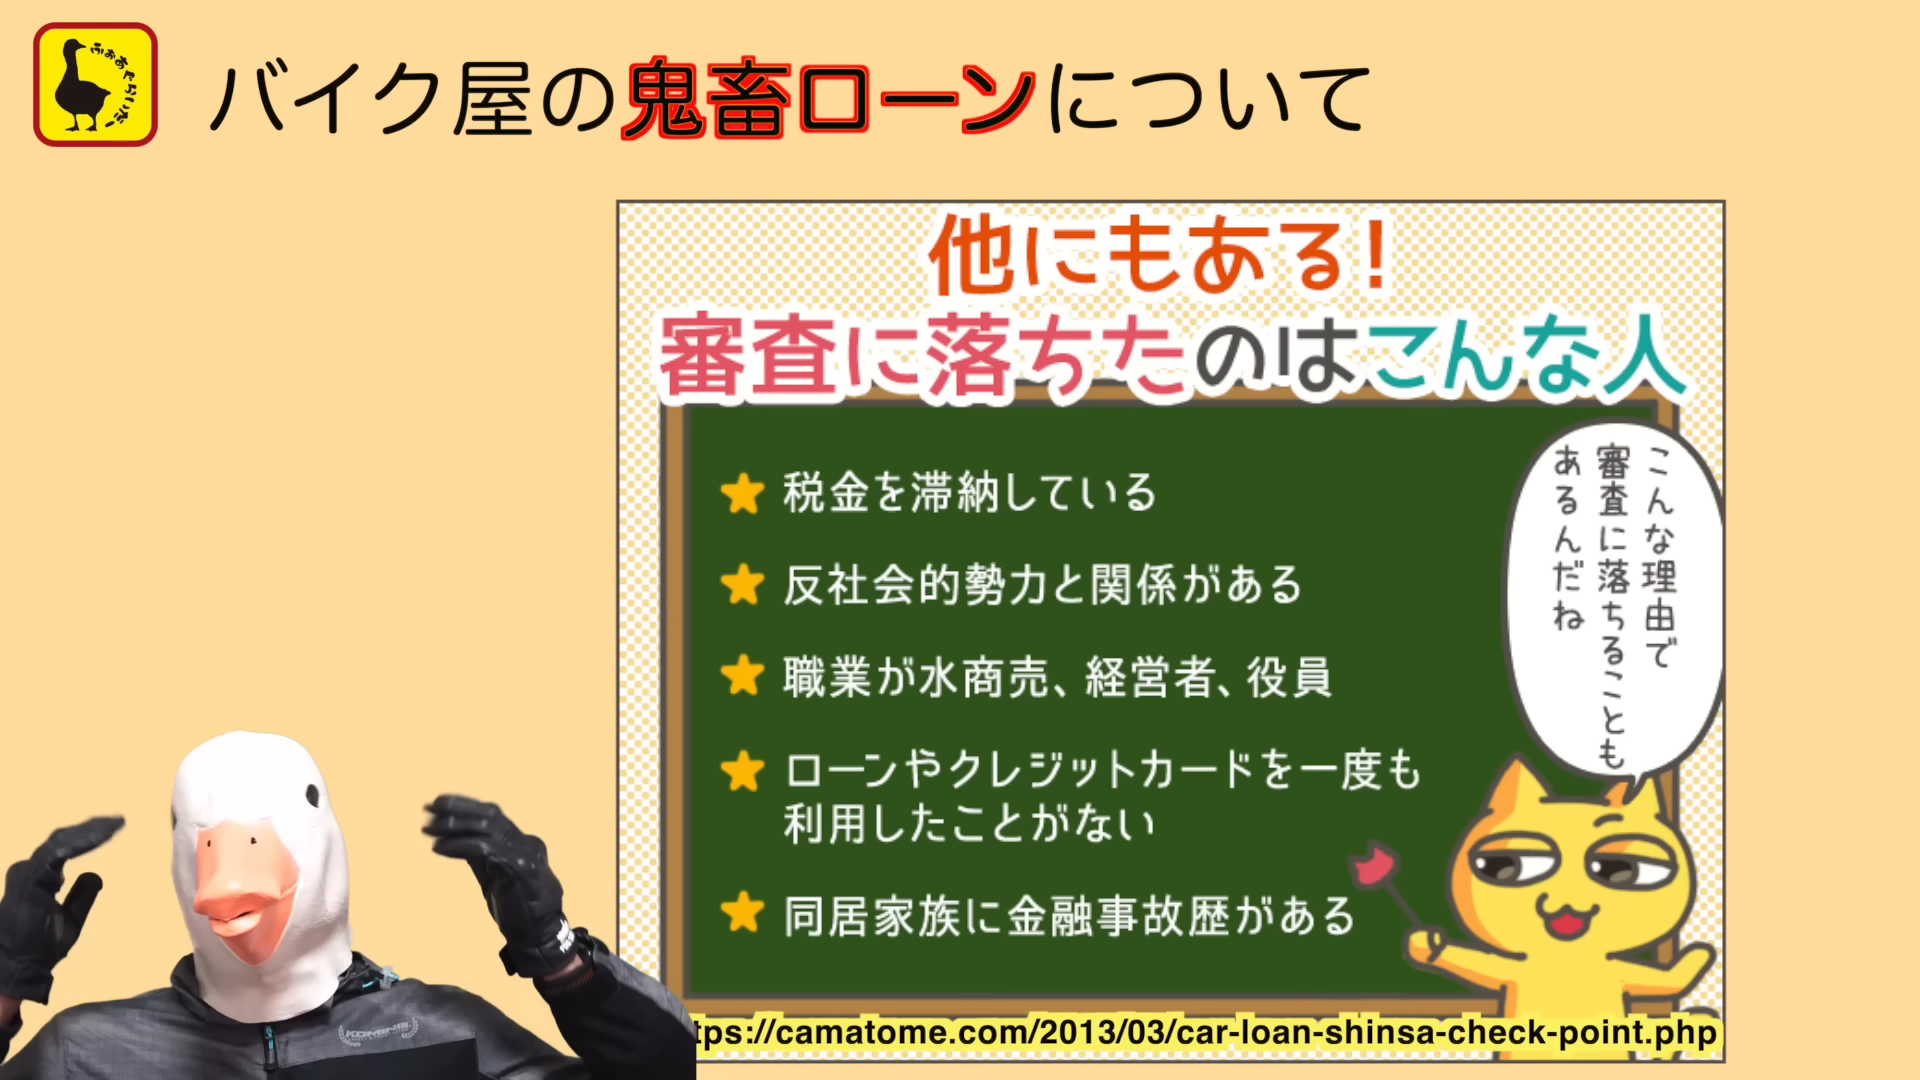 バイク屋の鬼畜ローンについて
他にもある!
審査に落ちたのはこんな人
★ 税金を滞納している
★ 反社会的勢力と関係がある
★ 職業が水商売、経営者、役員
★ ローンやクレジットカードを一度も
利用したことがない
★ 同居家族に金融事故歴がある
こんな理由で
審査に落ちることも
あるんだね
KOMINE
tps://camatome.com/2013/03/car-loan-shinsa-check-point.php